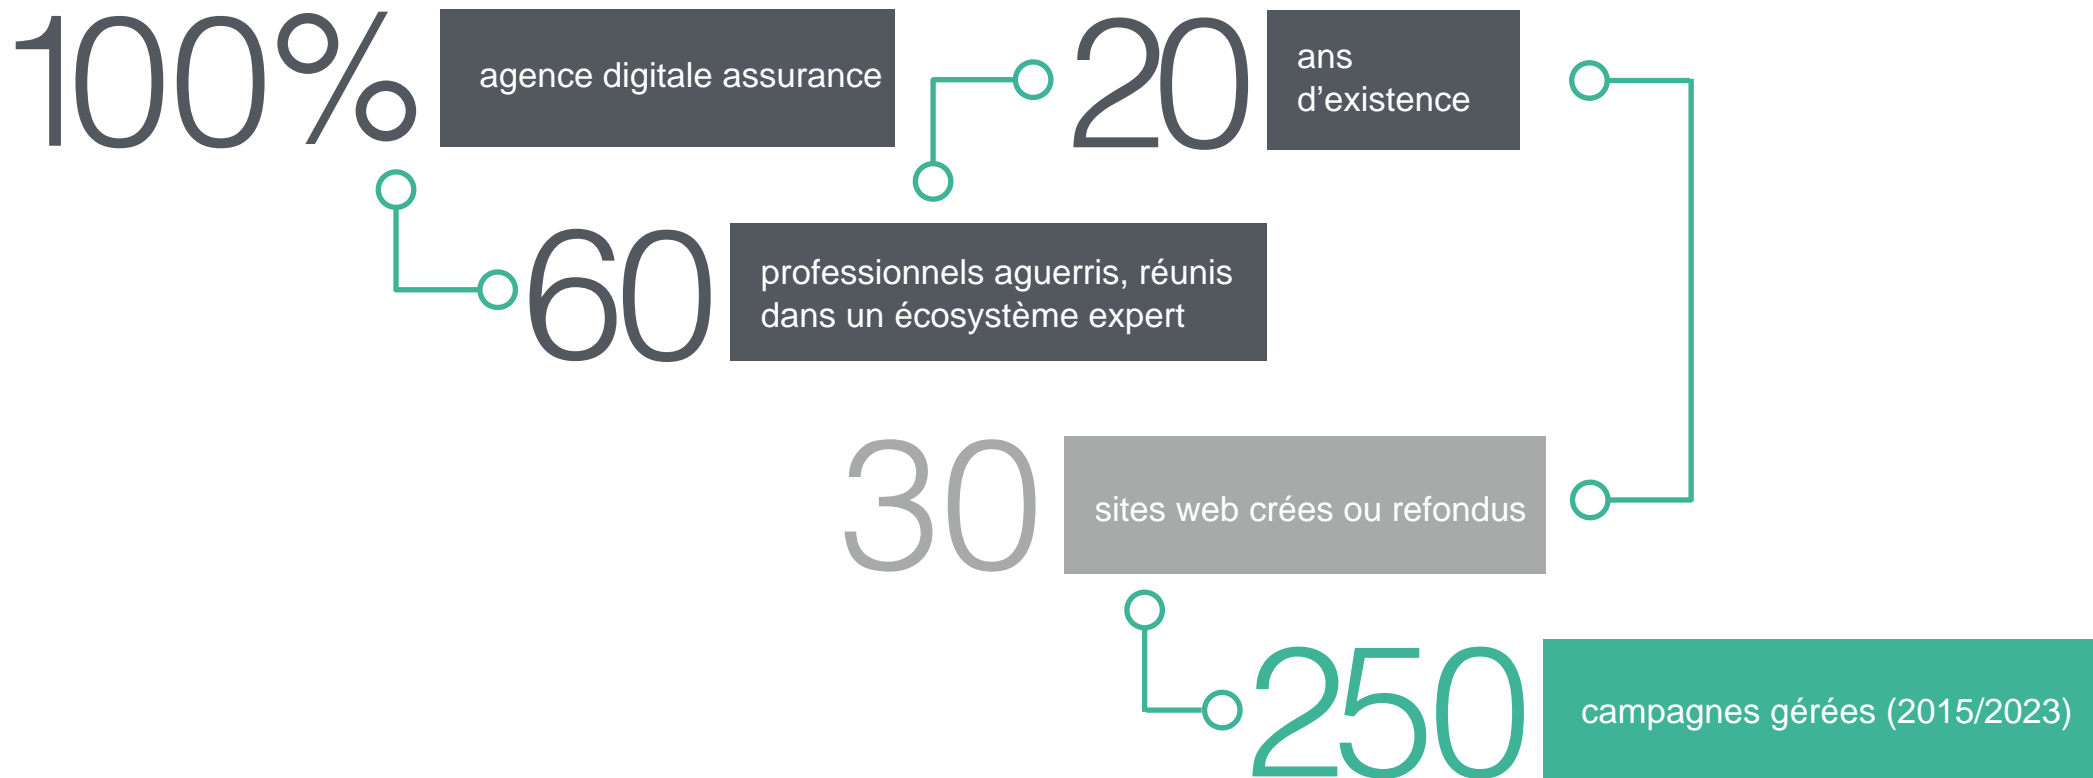 100%
agence digitale assurance
20
ans
d’existence
60
professionnels aguerris, réunis
dans un écosystème expert
30
sites web crées ou refondus
250
campagnes gérées (2015/2023)